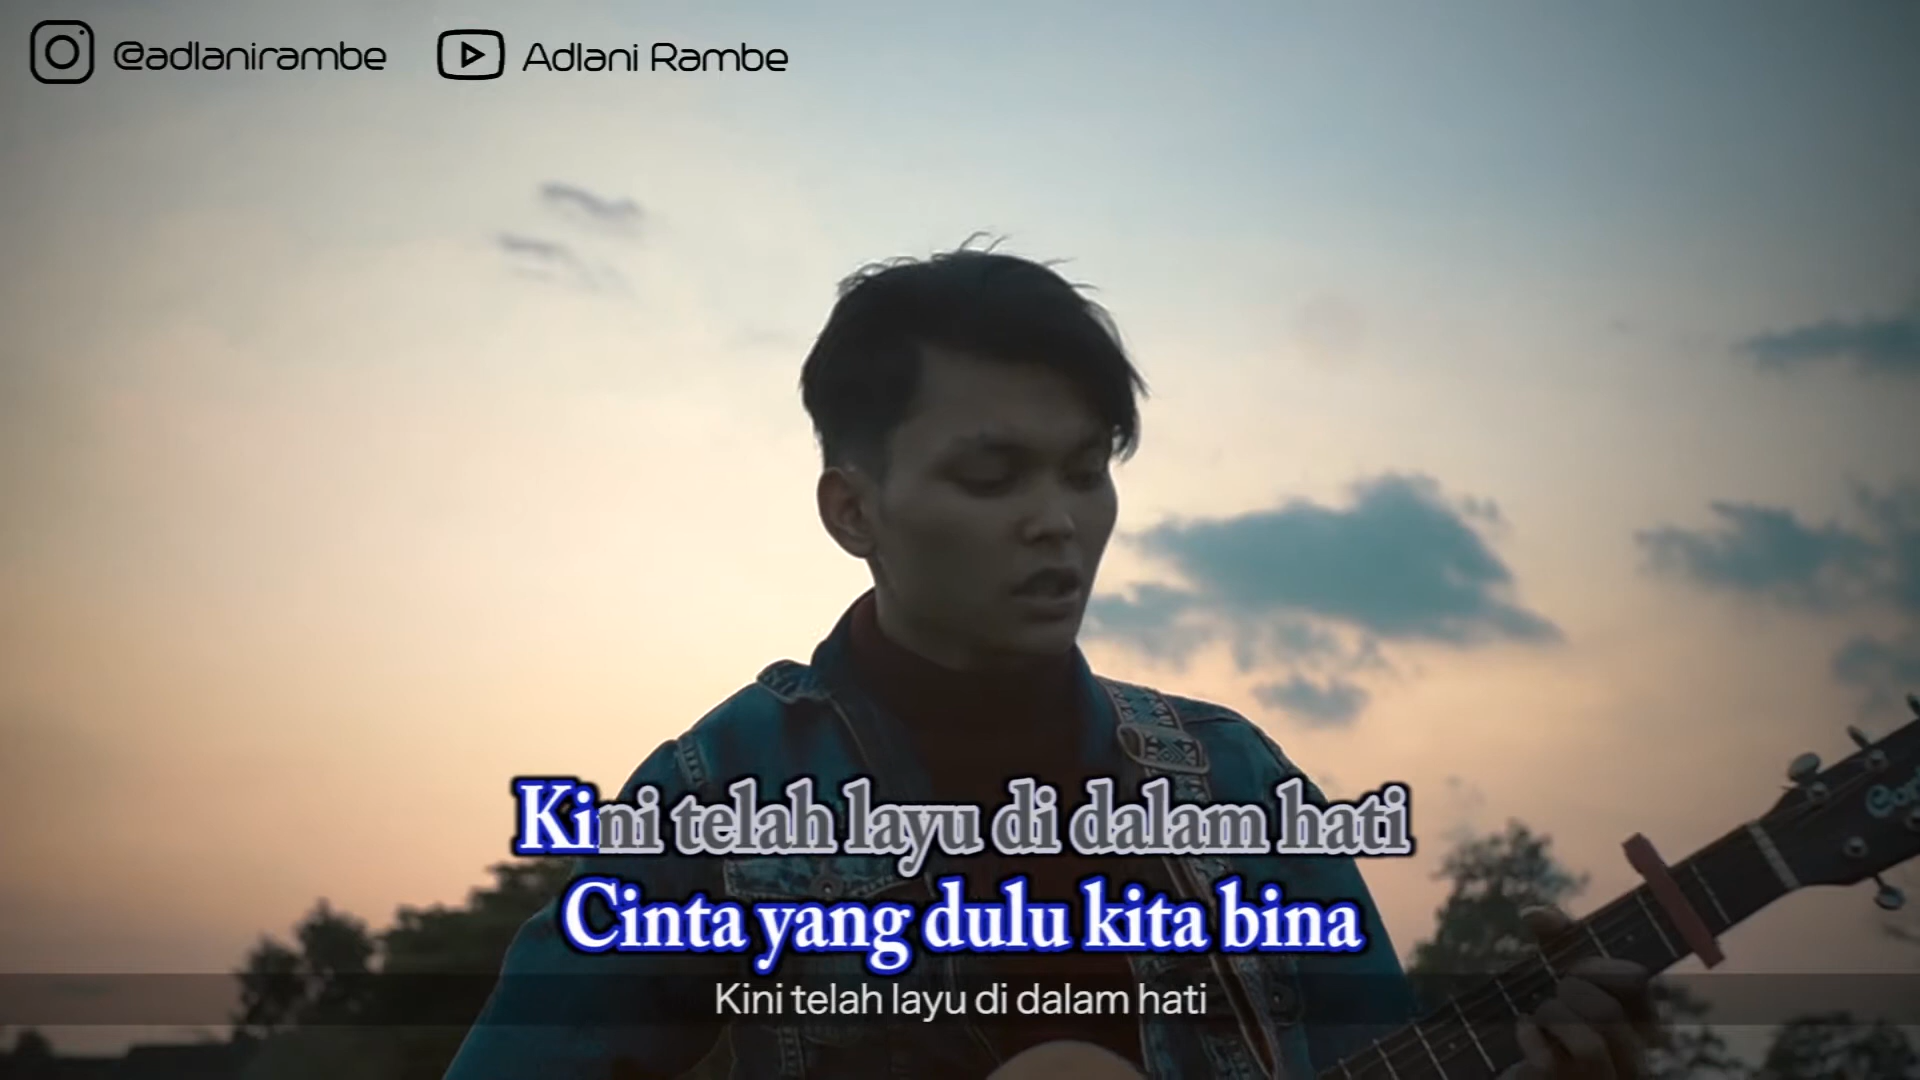 @adlanirambe Adlani Rambe
Kini telah layu di dalam hati
Cinta yang dulu kita bina
Kini telah layu di dalam hati